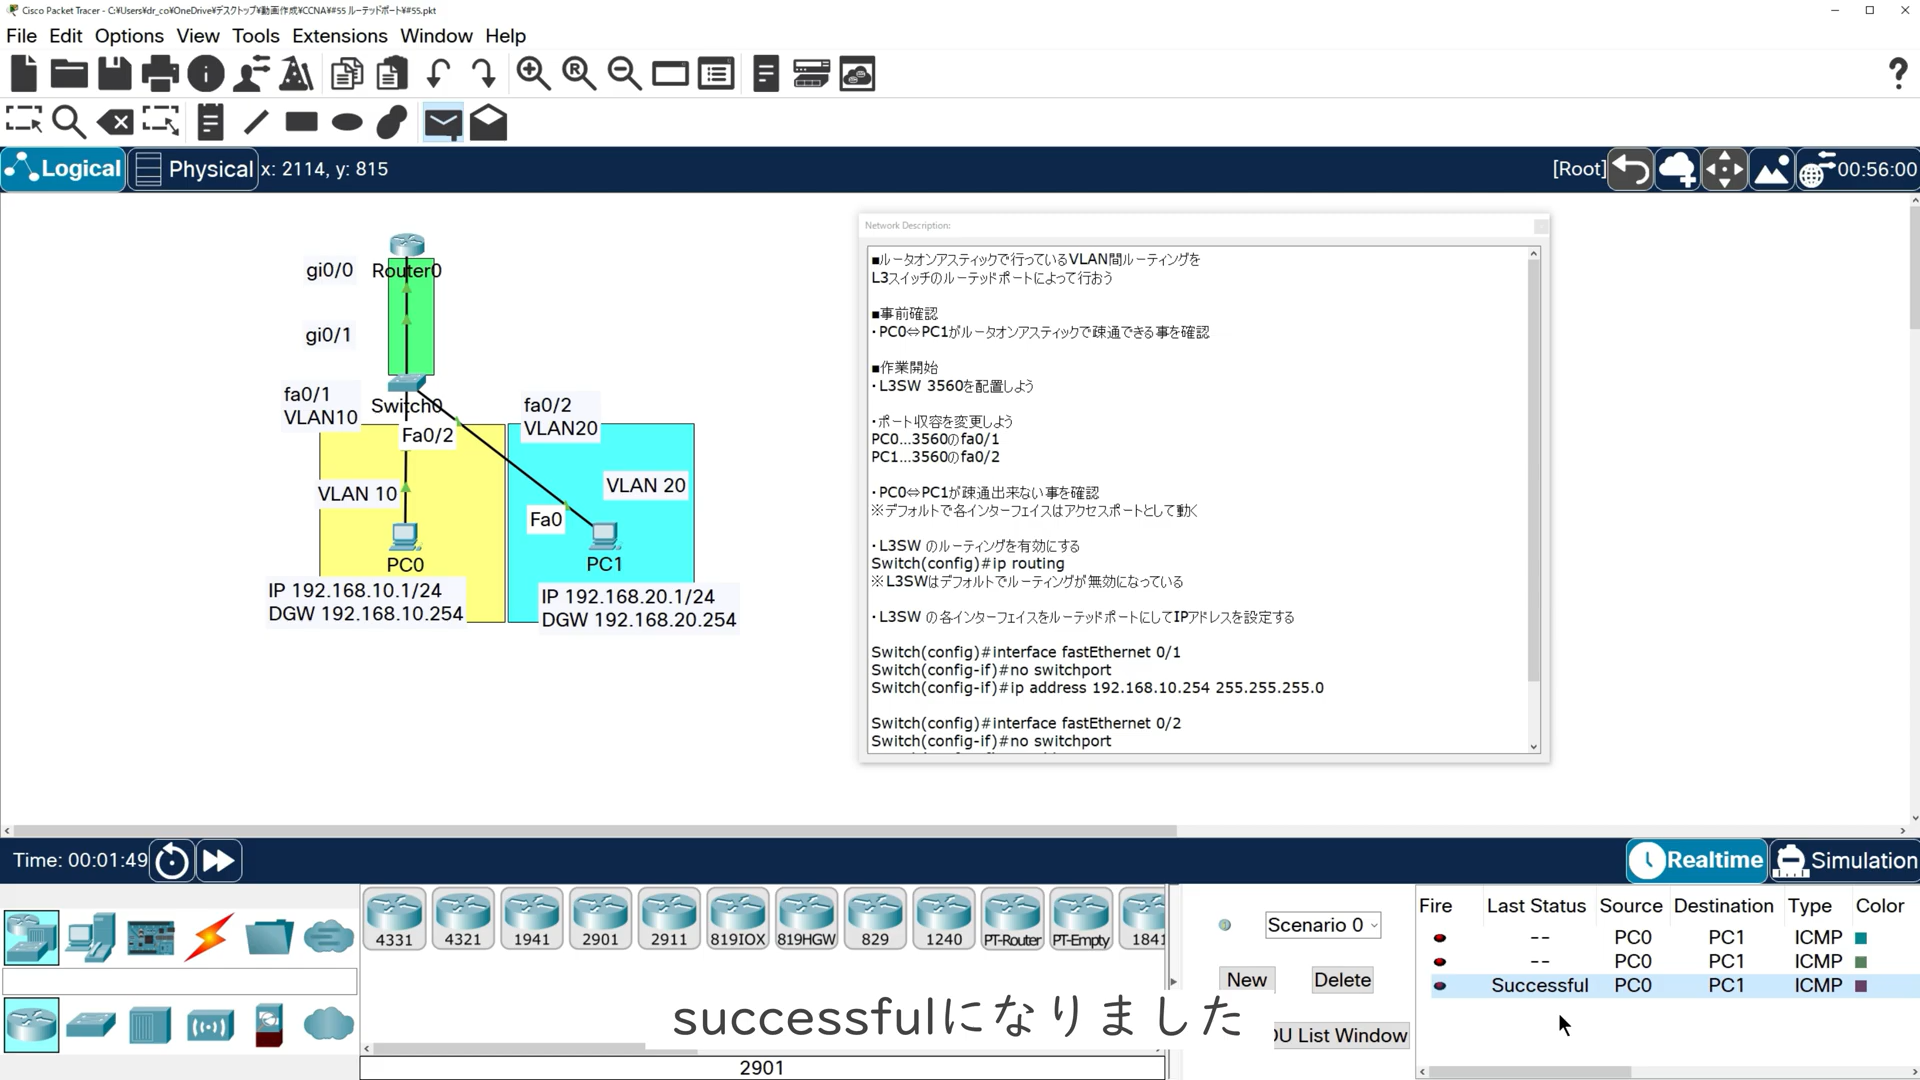 Cisco Packet Tracer - C:¥Users¥dr_co¥OneDrive¥デスクトップ¥動画作成¥CCNA¥#55 ルーテッドポート¥#55.pkt
File Edit Options View Tools Extensions Window Help
Logical Physical x: 2114, y: 815 [Root] 00:56:00
gi0/0 Router0
gi0/1
fa0/1
VLAN10
Switch0
Fa0/2
fa0/2
VLAN20
VLAN 10
VLAN 20
Fa0
PC0
PC1
IP 192.168.10.1/24
DGW 192.168.10.254
IP 192.168.20.1/24
DGW 192.168.20.254
Network Description:
■ルータオンアスティックで行っているVLAN間ルーティングを
L3スイッチのルーテッドポートによって行おう
■事前確認
・PC0⇔PC1がルータオンアスティックで疎通できる事を確認
■作業開始
・L3SW 3560を配置しよう
・ポート収容を変更しよう
PC0...3560のfa0/1
PC1...3560のfa0/2
・PC0⇔PC1が疎通出来ない事を確認
※デフォルトで各インターフェイスはアクセスポートとして動く
・L3SW のルーティングを有効にする
Switch(config)#ip routing
※L3SWはデフォルトでルーティングが無効になっている
・L3SW の各インターフェイスをルーテッドポートにしてIPアドレスを設定する
Switch(config)#interface fastEthernet 0/1
Switch(config-if)#no switchport
Switch(config-if)#ip address 192.168.10.254 255.255.255.0
Switch(config)#interface fastEthernet 0/2
Switch(config-if)#no switchport
Time: 00:01:49 Realtime Simulation
4331 4321 1941 2901 2911 819IOX 819HGW 829 1240 PT-Router PT-Empty 1841
Scenario 0
New Delete
DU List Window
Fire Last Status Source Destination Type Color
-- PC0 PC1 ICMP
-- PC0 PC1 ICMP
Successful PC0 PC1 ICMP
successfulになりました
2901